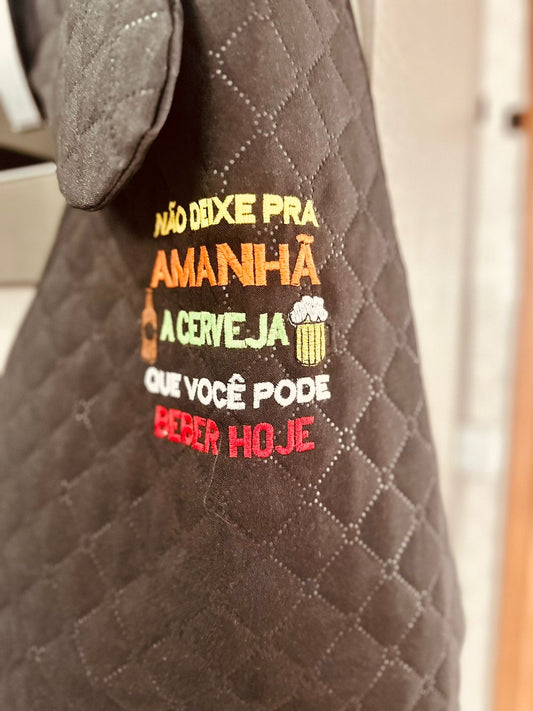 NÃO DEIXE PRA
AMANHÃ
A CERVEJA
QUE VOCÊ PODE
BEBER HOJE